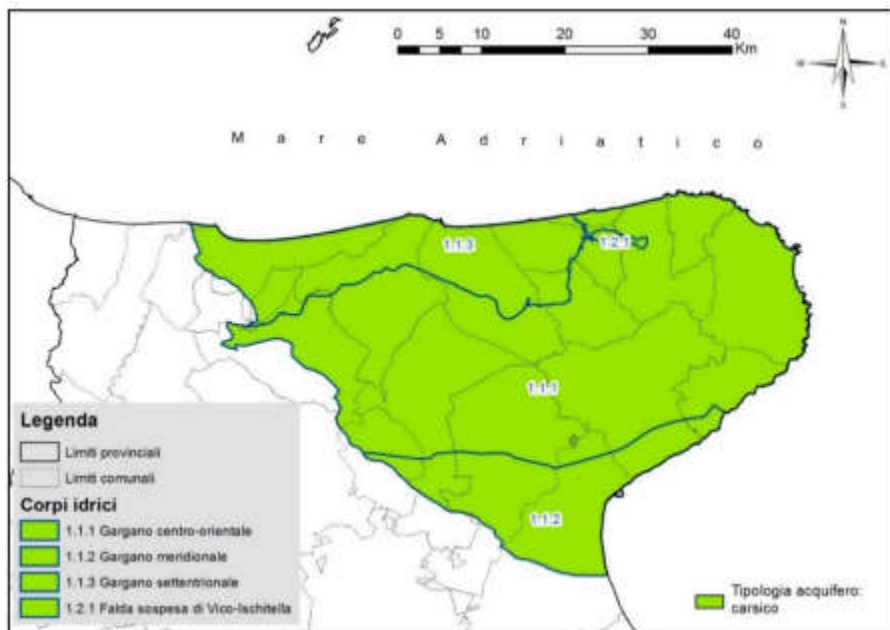 0 5 10 20 30 40
Km
N
S
Mare Adriatico
1.1.3
1.2.1
1.1.1
1.1.2
Legenda
Limiti provinciali
Limiti comunali
Corpi idrici
1.1.1 Gargano centro-orientale
1.1.2 Gargano meridionale
1.1.3 Gargano settentrionale
1.2.1 Falda sospesa di Vico-Ischitella
Tipologia acquifero:
carsico